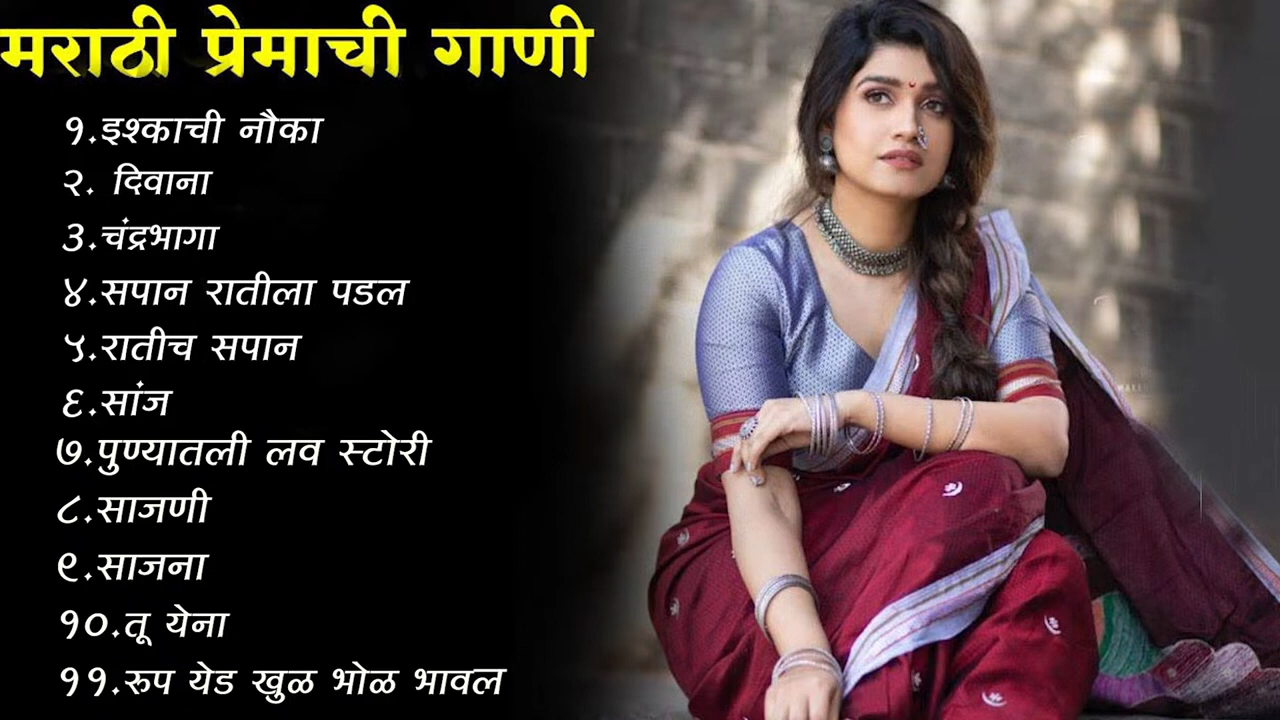 मराठी प्रेमाची गाणी
१.इश्काची नौका
२. दिवाना
३.चंद्रभागा
४.सपान रातीला पडल
५.रातीच सपान
६.सांज
७.पुण्यातली लव स्टोरी
८.साजणी
९.साजना
१०.तू येना
११.रुप येड खुळ भोळ भावल